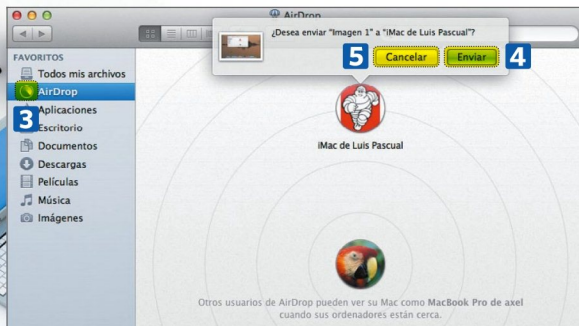 AirDrop
¿Desea enviar "Imagen 1" a "iMac de Luis Pascual"?
5 Cancelar Enviar 4
FAVORITOS
Todos mis archivos
AirDrop
3
Aplicaciones
Escritorio
Documentos
Descargas
Películas
Música
Imágenes
iMac de Luis Pascual
Otros usuarios de AirDrop pueden ver su Mac como MacBook Pro de axel
cuando sus ordenadores están cerca.